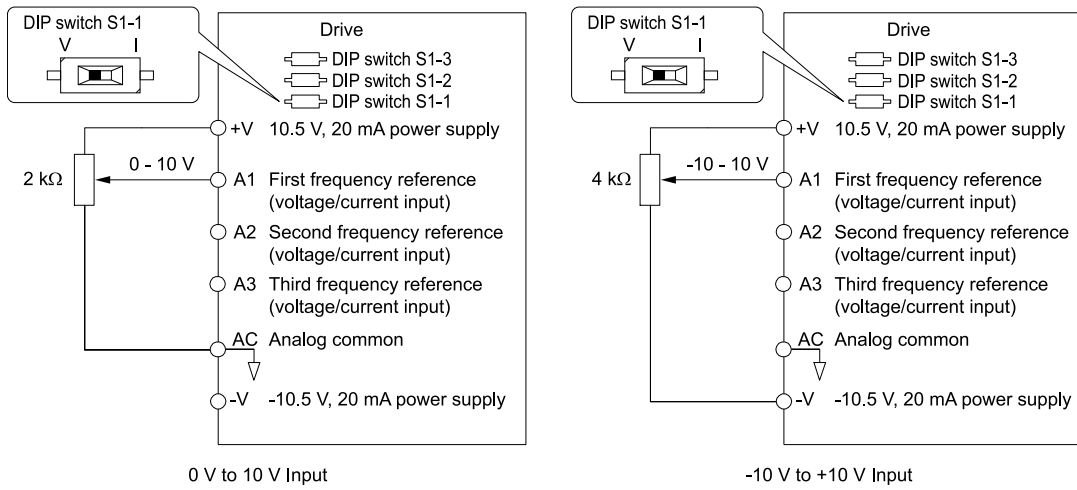 DIP switch S1-1
V I
Drive
DIP switch S1-3
DIP switch S1-2
DIP switch S1-1
+V 10.5 V, 20 mA power supply
2 kΩ
0 - 10 V
A1 First frequency reference
(voltage/current input)
A2 Second frequency reference
(voltage/current input)
A3 Third frequency reference
(voltage/current input)
AC Analog common
-V -10.5 V, 20 mA power supply
0 V to 10 V Input
DIP switch S1-1
V I
Drive
DIP switch S1-3
DIP switch S1-2
DIP switch S1-1
+V 10.5 V, 20 mA power supply
4 kΩ
-10 - 10 V
A1 First frequency reference
(voltage/current input)
A2 Second frequency reference
(voltage/current input)
A3 Third frequency reference
(voltage/current input)
AC Analog common
-V -10.5 V, 20 mA power supply
-10 V to +10 V Input